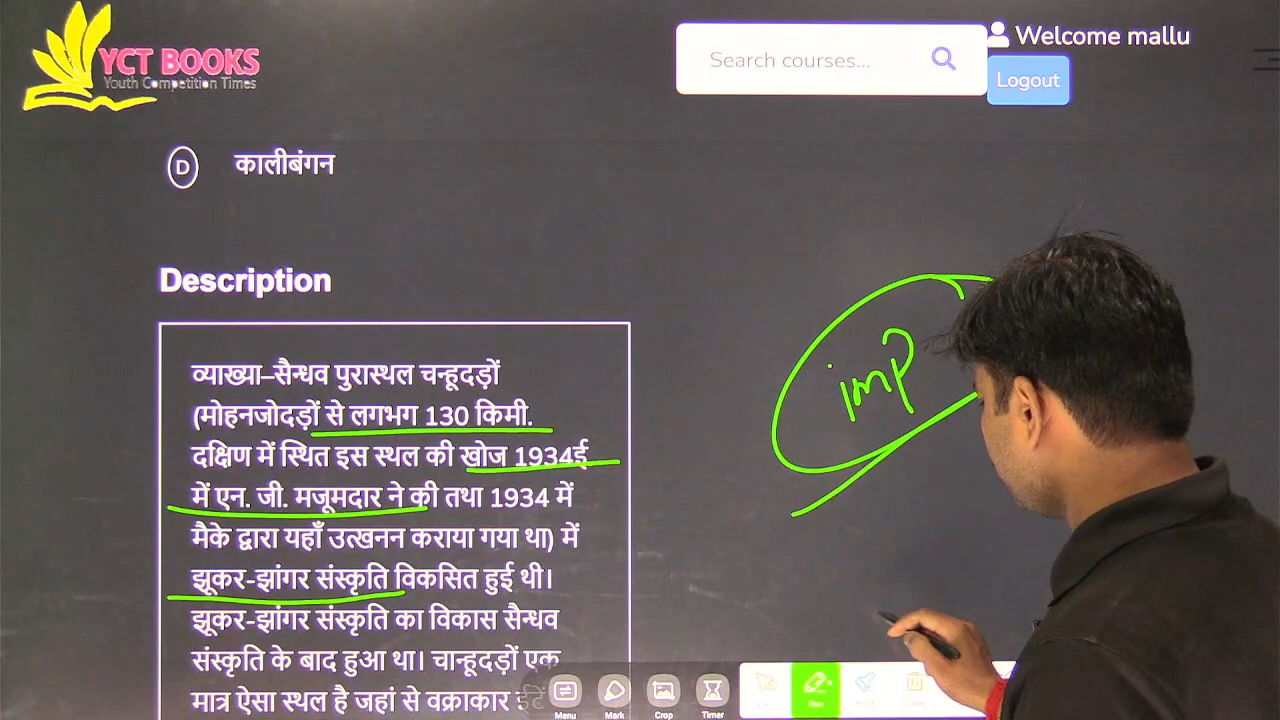 YCT BOOKS
Youth Competition Times
Search courses...
Welcome mallu
Logout
D कालीबंगन
Description
imp
व्याख्या–सैन्धव पुरास्थल चन्हूदड़ों
(मोहनजोदड़ों से लगभग 130 किमी.
दक्षिण में स्थित इस स्थल की खोज 1934ई
में एन. जी. मजूमदार ने की तथा 1934 में
मैके द्वारा यहाँ उत्खनन कराया गया था) में
झूकर-झांगर संस्कृति विकसित हुई थी।
झूकर-झांगर संस्कृति का विकास सैन्धव
संस्कृति के बाद हुआ था। चान्हूदड़ों एक
मात्र ऐसा स्थल है जहां से वक्राकार ईंटें
Menu Mark Crop Timer